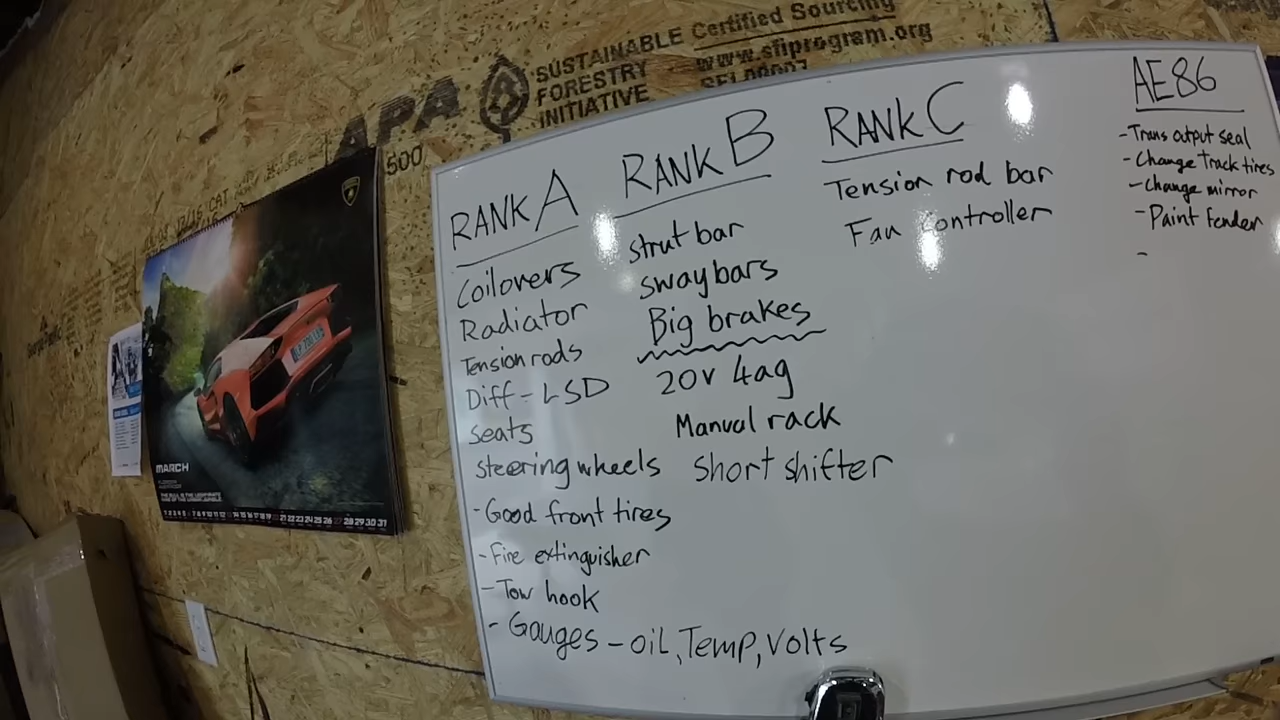 SUSTAINABLE
FORESTRY
INITIATIVE
Certified Sourcing
www.sfiprogram.org
APA
500
RANK A
Coilovers
Radiator
Tension rods
Diff - LSD
seats
steering wheels
- Good front tires
- Fire extinguisher
- Tow hook
- Gauges - oil, Temp, Volts
RANK B
strut bar
sway bars
Big brakes
20v 4ag
Manual rack
short shifter
RANK C
Tension rod bar
Fan controller
AE86
- Trans output seal
- Change Track tires
- Change mirror
- Paint fender
-
MARCH